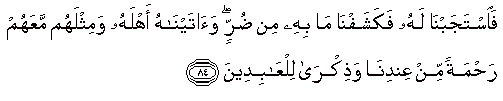 فَٱسْتَجَبْنَا لَهُۥ فَكَشَفْنَا مَا بِهِۦ مِن ضُرٍّۖ وَءَاتَيْنَٰهُ أَهْلَهُۥ وَمِثْلَهُم مَّعَهُمْ
رَحْمَةً مِّنْ عِندِنَا وَذِكْرَىٰ لِلْعَٰبِدِينَ ۝٨٤